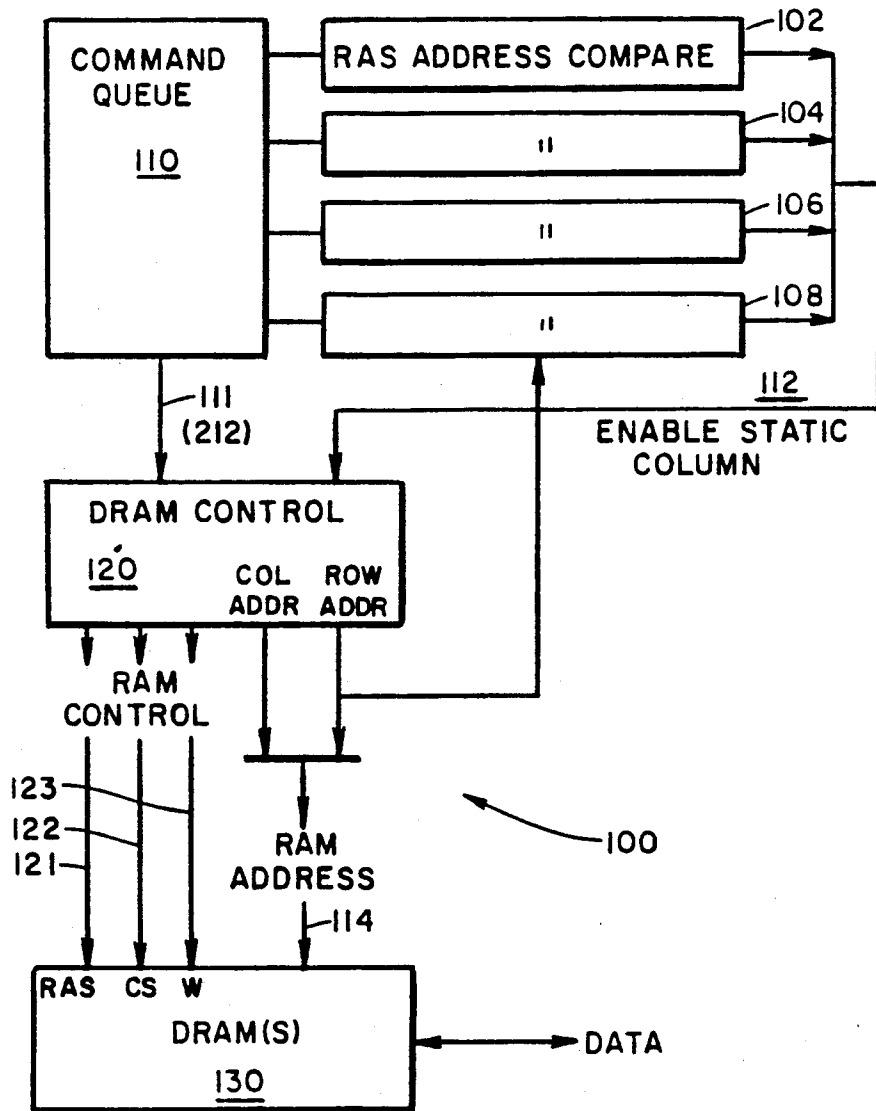 COMMAND
QUEUE
110
RAS ADDRESS COMPARE
102
"
104
"
106
"
108
111
(212)
112
ENABLE STATIC
COLUMN
DRAM CONTROL
120
COL
ADDR
ROW
ADDR
RAM
CONTROL
123
122
121
RAM
ADDRESS
114
100
RAS CS W
DRAM(S)
130
DATA